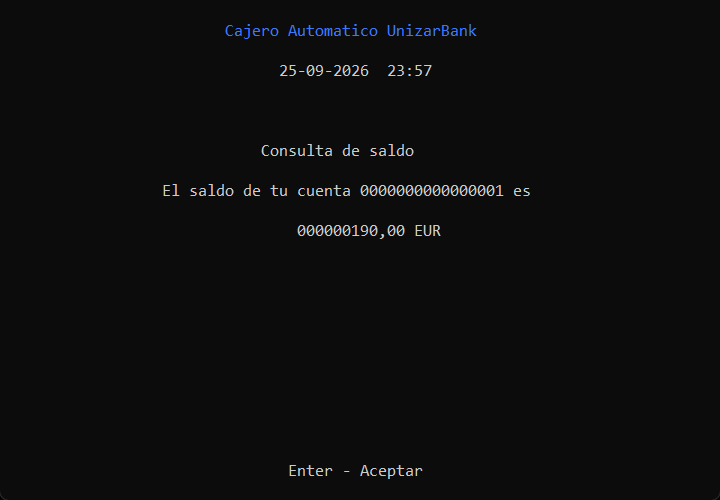 Cajero Automatico UnizarBank
25-09-2026  23:57
Consulta de saldo
El saldo de tu cuenta 0000000000000001 es
000000190,00 EUR
Enter - Aceptar